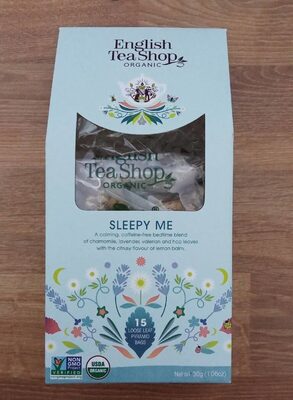 English
Tea Shop
ORGANIC
English
Tea Shop
ORGANIC
SLEEPY ME
A calming, caffeine-free bedtime blend
of chamomile, lavender, valerian and hop leaves
with the citrusy flavour of lemon balm.
15
LOOSE LEAF
PYRAMID
BAGS
NON
GMO
Project
VERIFIED
USDA
ORGANIC
Net wt. 30g (1.06oz)